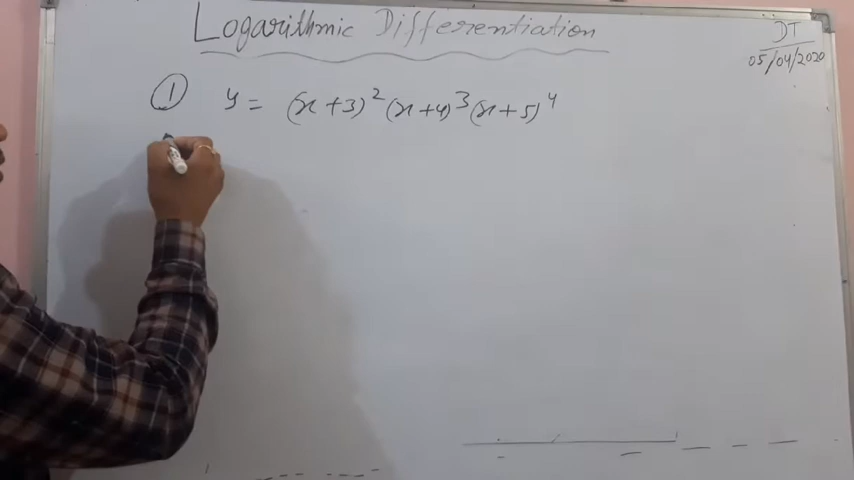 Logarithmic Differentiation
DT
05/04/2020
① y = (x+3)²(x+4)³(x+5)⁴